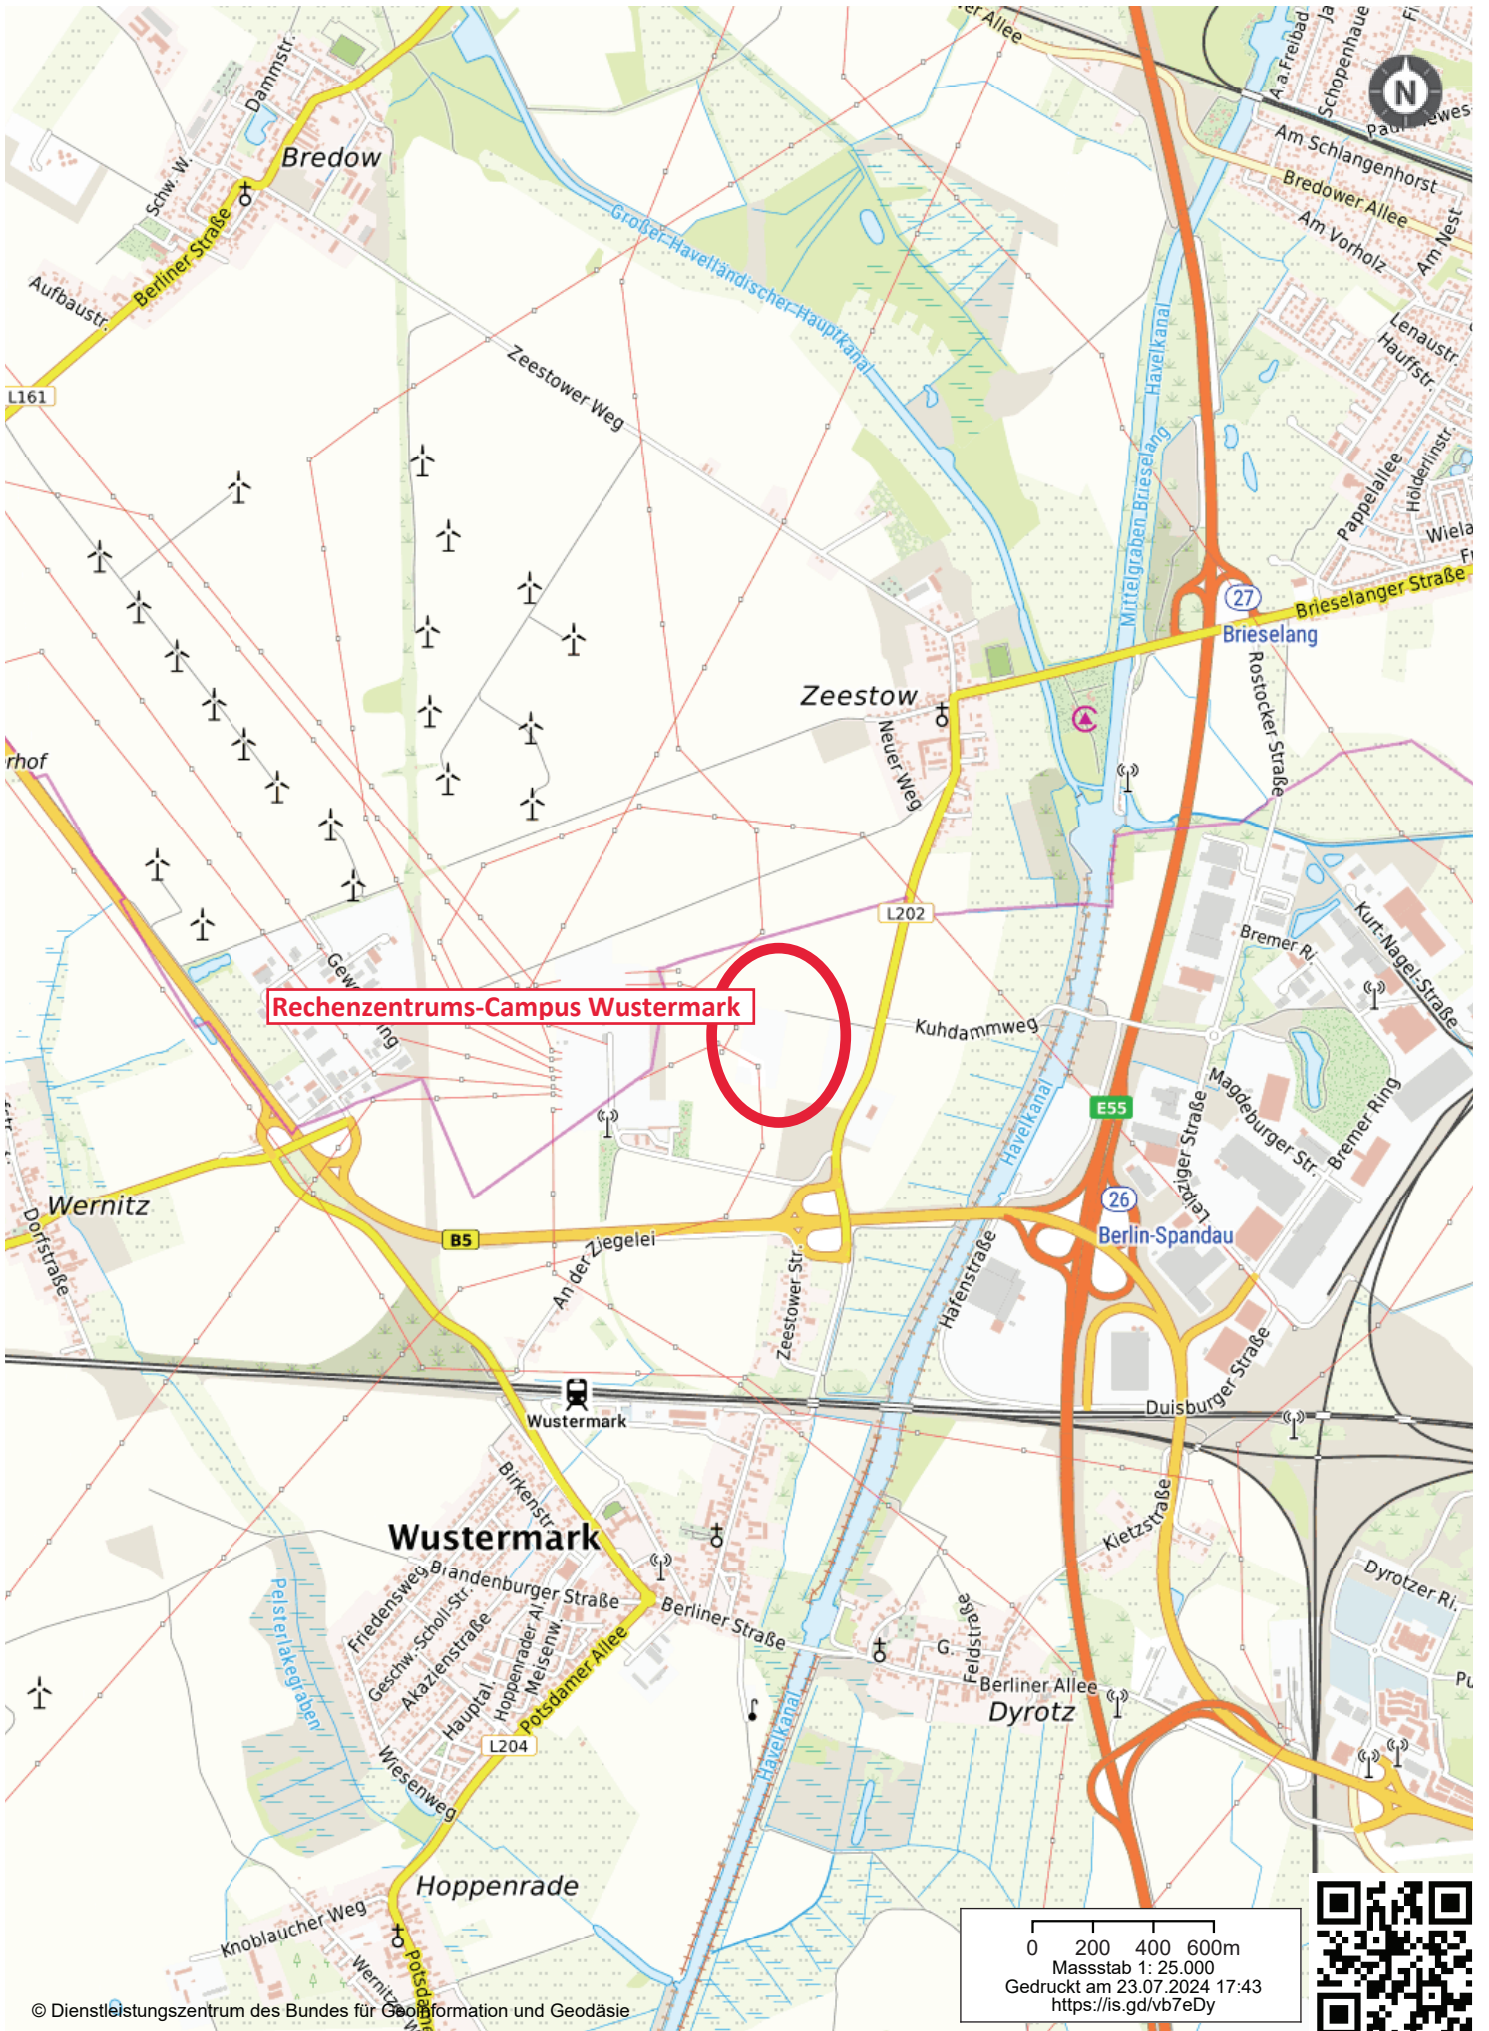 Dammstr.
Bredow
Schw. W.
Berliner Straße
Aufbaustr.
L161
Zeestower Weg
Großer Havelländischer Hauptkanal
A.a.Freibad
Am Schlangenhorst
Bredower Allee
Am Vorholz
Am Nest
N
Lenaustr.
Hauffstr.
Hölderlinstr.
Pappelallee
Havelkanal
Mittelgraben Brieselang
27
Brieselang
Brieselanger Straße
Rostocker Straße
Zeestow
Neuer Weg
L202
Rechenzentrums-Campus Wustermark
Kuhdammweg
Havelkanal
Bremer Ri.
Kurt-Nagel-Straße
E55
Magdeburger Str.
Leipziger Straße
Bremer Ring
26
Berlin-Spandau
Wernitz
Dorfstraße
B5
An der Ziegelei
Zeestower Str.
Hafenstraße
Duisburger Straße
Wustermark
Birkenstr.
Wustermark
Kietzstraße
Brandenburger Straße
Friedensweg
Geschw.-Scholl-Str.
Akazienstraße
Hauptal.
Hoppenrader Al.
Meisenw.
Potsdamer Allee
Berliner Straße
Pelsterlakegraben
Wiesenweg
L204
Feldstraße
G.
Berliner Allee
Dyrotz
Dyrotzer Ri.
Havelkanal
Hoppenrade
Knoblaucher Weg
0 200 400 600m
Massstab 1: 25.000
Gedruckt am 23.07.2024 17:43
https://is.gd/vb7eDy
© Dienstleistungszentrum des Bundes für Geoinformation und Geodäsie